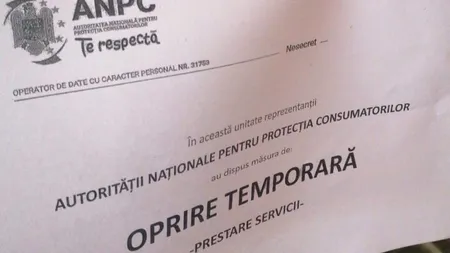 ANPC
AUTORITATEA NAȚIONALĂ PENTRU
PROTECȚIA CONSUMATORILOR
Te respectă
OPERATOR DE DATE CU CARACTER PERSONAL NR. 31753
Nesecret
În această unitate reprezentanții
AUTORITĂȚII NAȚIONALE PENTRU PROTECȚIA CONSUMATORILOR
au dispus măsura de:
OPRIRE TEMPORARĂ
-PRESTARE SERVICII-